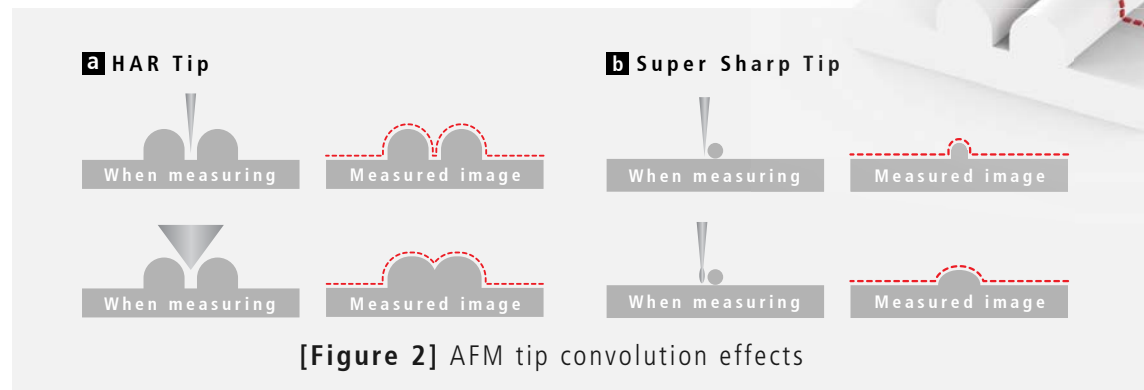 a HAR Tip
b Super Sharp Tip
When measuring
Measured image
When measuring
Measured image
When measuring
Measured image
When measuring
Measured image
[Figure 2] AFM tip convolution effects